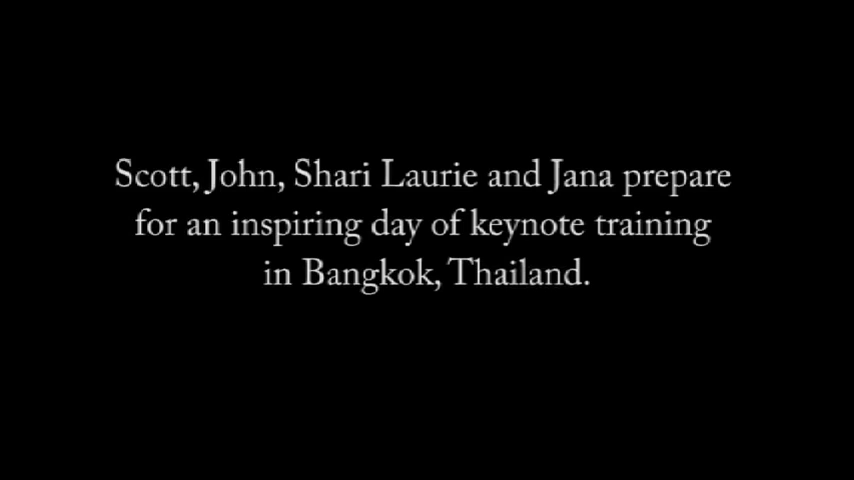 Scott, John, Shari Laurie and Jana prepare
for an inspiring day of keynote training
in Bangkok, Thailand.